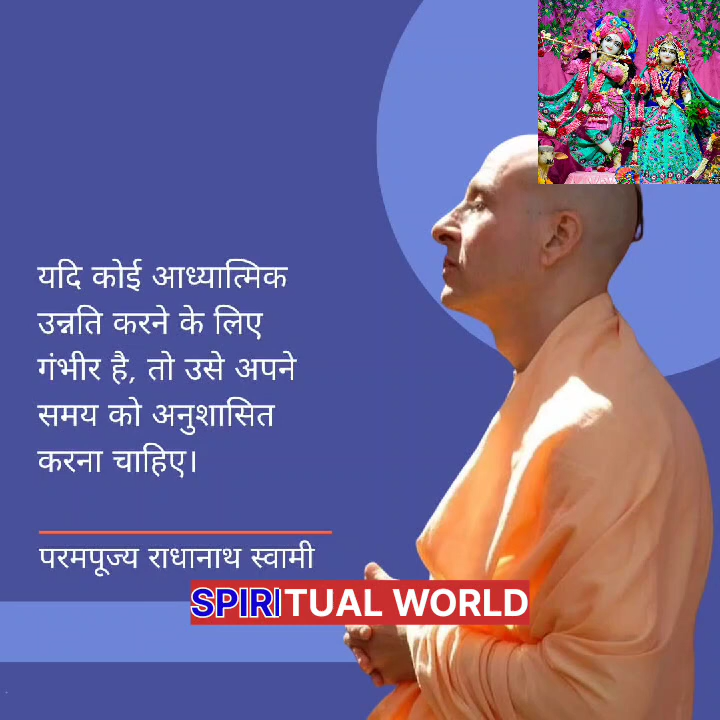 यदि कोई आध्यात्मिक
उन्नति करने के लिए
गंभीर है, तो उसे अपने
समय को अनुशासित
करना चाहिए।
परमपूज्य राधानाथ स्वामी
SPIRITUAL WORLD